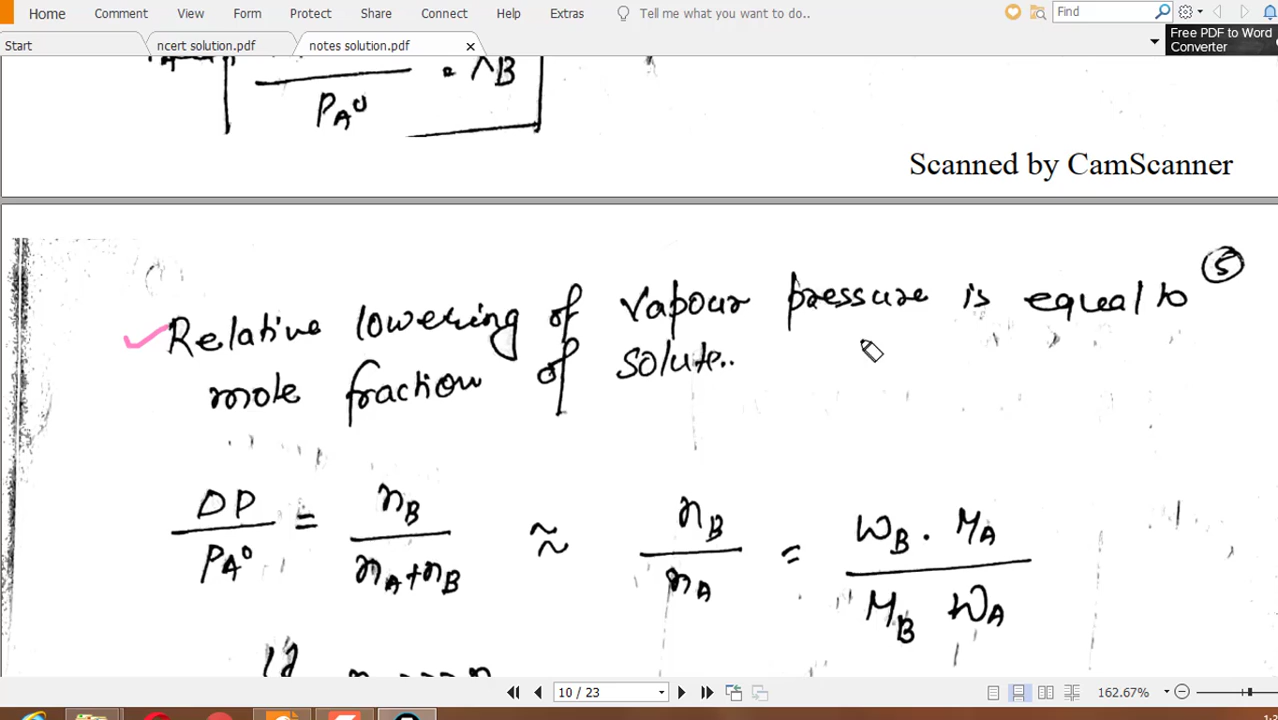 Home Comment View Form Protect Share Connect Help Extras Tell me what you want to do.. Find
Free PDF to Word Converter
Start ncert solution.pdf notes solution.pdf
PA⁰ . XB
Scanned by CamScanner
5
Relative lowering of vapour pressure is equal to
mole fraction of solute..
ΔP / PA⁰ = nB / nA+nB ≈ nB / nA = WB . MA / MB WA
If
10 / 23 162.67%